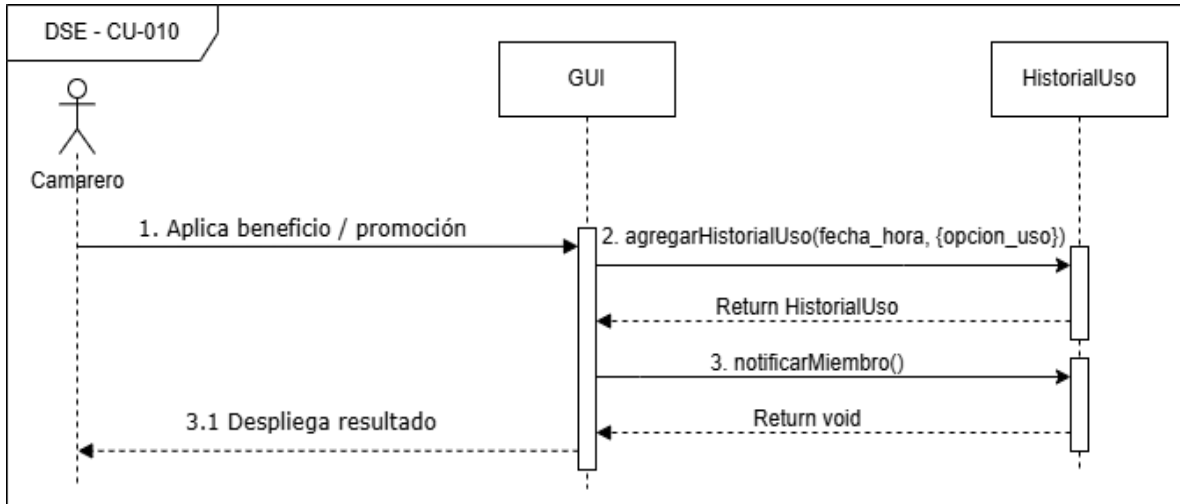 DSE - CU-010
GUI
HistorialUso
Camarero
1. Aplica beneficio / promoción
2. agregarHistorialUso(fecha_hora, {opcion_uso})
Return HistorialUso
3. notificarMiembro()
3.1 Despliega resultado
Return void